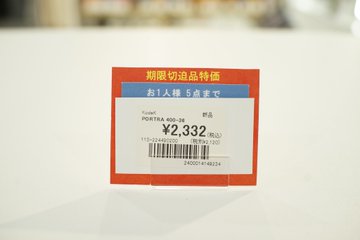 期限切迫品特価
お1人様 5点まで
Kodak 新品
PORTRA 400-36
¥2,332(税込)
(税抜¥2,120)
2400014149234